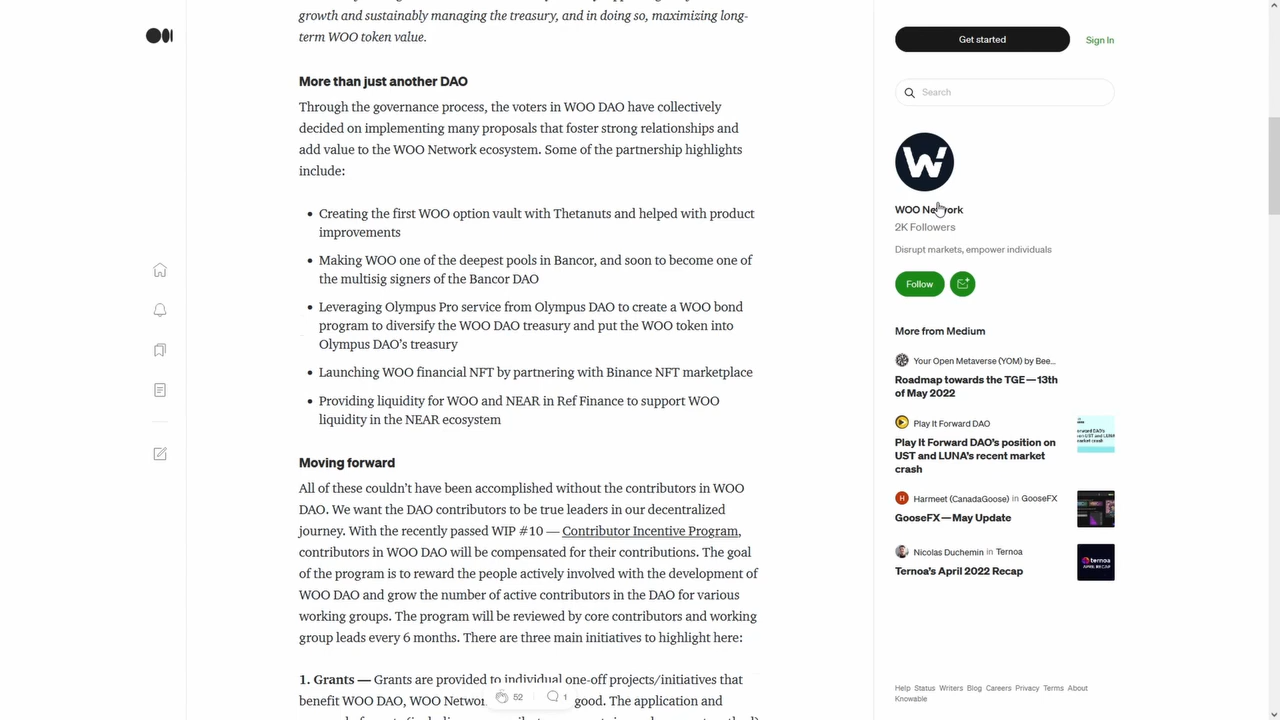 growth and sustainably managing the treasury, and in doing so, maximizing long-
term WOO token value.
More than just another DAO
Through the governance process, the voters in WOO DAO have collectively
decided on implementing many proposals that foster strong relationships and
add value to the WOO Network ecosystem. Some of the partnership highlights
include:
• Creating the first WOO option vault with Thetanuts and helped with product
improvements
• Making WOO one of the deepest pools in Bancor, and soon to become one of
the multisig signers of the Bancor DAO
• Leveraging Olympus Pro service from Olympus DAO to create a WOO bond
program to diversify the WOO DAO treasury and put the WOO token into
Olympus DAO's treasury
• Launching WOO financial NFT by partnering with Binance NFT marketplace
• Providing liquidity for WOO and NEAR in Ref Finance to support WOO
liquidity in the NEAR ecosystem
Moving forward
All of these couldn't have been accomplished without the contributors in WOO
DAO. We want the DAO contributors to be true leaders in our decentralized
journey. With the recently passed WIP #10 — Contributor Incentive Program,
contributors in WOO DAO will be compensated for their contributions. The goal
of the program is to reward the people actively involved with the development of
WOO DAO and grow the number of active contributors in the DAO for various
working groups. The program will be reviewed by core contributors and working
group leads every 6 months. There are three main initiatives to highlight here:
1. Grants — Grants are provided to individual one-off projects/initiatives that
benefit WOO DAO, WOO Networ good. The application and
52
1
Get started
Sign In
Search
W
WOO Network
2K Followers
Disrupt markets, empower individuals
Follow
More from Medium
Your Open Metaverse (YOM) by Bee...
Roadmap towards the TGE — 13th
of May 2022
Play It Forward DAO
Play It Forward DAO's position on
UST and LUNA's recent market
crash
H
Harmeet (CanadaGoose) in GooseFX
GooseFX — May Update
Nicolas Duchemin in Ternoa
Ternoa's April 2022 Recap
ternoa
APRIL RECAP
Help Status Writers Blog Careers Privacy Terms About
Knowable